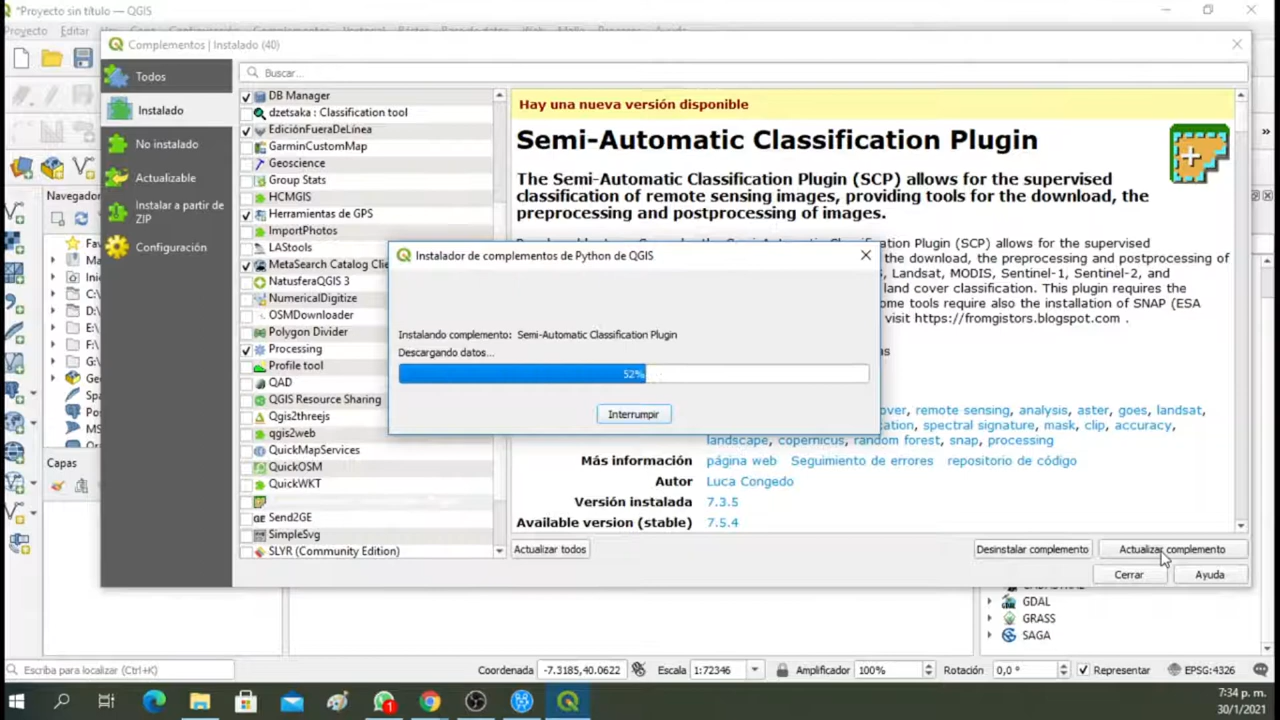 *Proyecto sin título — QGIS
Proyecto Editar
Complementos | Instalado (40)
Todos
Instalado
No instalado
Actualizable
Instalar a partir de
ZIP
Configuración
Buscar...
DB Manager
dzetsaka : Classification tool
EdiciónFueraDeLínea
GarminCustomMap
Geoscience
Group Stats
HCMGIS
Herramientas de GPS
ImportPhotos
LAStools
MetaSearch Catalog Clie
NatusferaQGIS 3
NumericalDigitize
OSMDownloader
Polygon Divider
Processing
Profile tool
QAD
QGIS Resource Sharing
Qgis2threejs
qgis2web
QuickMapServices
QuickOSM
QuickWKT
Send2GE
SimpleSvg
SLYR (Community Edition)
Hay una nueva versión disponible
Semi-Automatic Classification Plugin
The Semi-Automatic Classification Plugin (SCP) allows for the supervised
classification of remote sensing images, providing tools for the download, the
preprocessing and postprocessing of images.
ation Plugin (SCP) allows for the supervised
the download, the preprocessing and postprocessing of
, Landsat, MODIS, Sentinel-1, Sentinel-2, and
land cover classification. This plugin requires the
ome tools require also the installation of SNAP (ESA
visit https://fromgistors.blogspot.com .
Instalador de complementos de Python de QGIS
Instalando complemento: Semi-Automatic Classification Plugin
Descargando datos...
52%
Interrumpir
over, remote sensing, analysis, aster, goes, landsat,
cation, spectral signature, mask, clip, accuracy,
landscape, copernicus, random forest, snap, processing
Más información página web Seguimiento de errores repositorio de código
Autor Luca Congedo
Versión instalada 7.3.5
Available version (stable) 7.5.4
Actualizar todos
Desinstalar complemento
Actualizar complemento
Cerrar
Ayuda
Navegador
Fav
Ma
Inic
C:\
D:\
E:\
F:\
G:\
Geo
Spa
Pos
MS
Capas
GDAL
GRASS
SAGA
Escriba para localizar (Ctrl+K)
Coordenada -7.3185,40.0622
Escala 1:72346
Amplificador 100%
Rotación 0,0 °
Representar
EPSG:4326
7:34 p. m.
30/1/2021